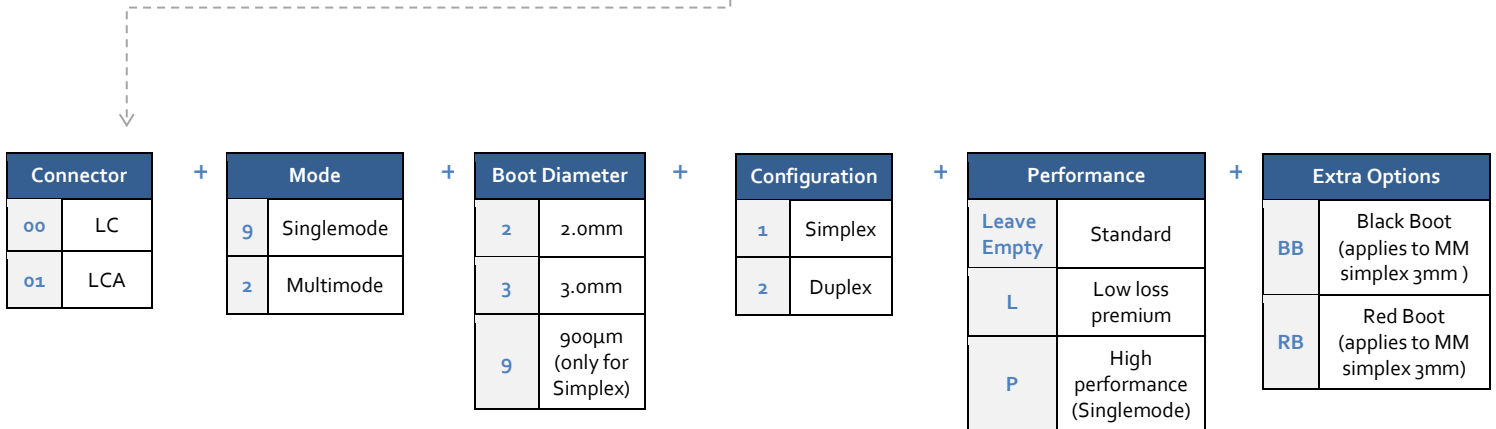 Connector + Mode + Boot Diameter + Configuration + Performance + Extra Options
00 LC
01 LCA
9 Singlemode
2 Multimode
2 2.0mm
3 3.0mm
9 900µm
(only for
Simplex)
1 Simplex
2 Duplex
Leave
Empty
Standard
L
Low loss
premium
P
High
performance
(Singlemode)
BB
Black Boot
(applies to MM
simplex 3mm )
RB
Red Boot
(applies to MM
simplex 3mm)